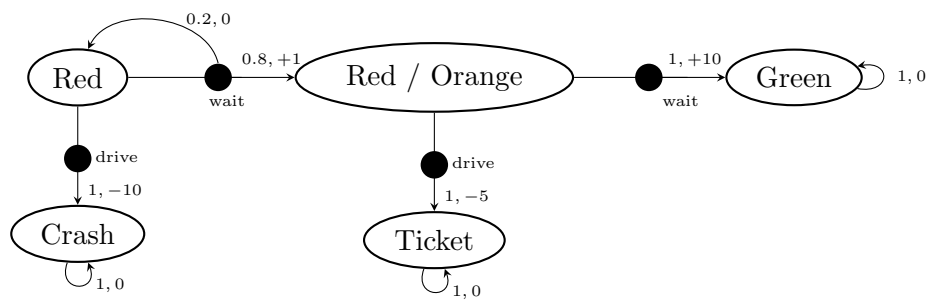 0.2, 0
Red
wait
0.8, +1
Red / Orange
wait
1, +10
Green
1, 0
drive
1, −10
drive
1, −5
Crash
1, 0
Ticket
1, 0